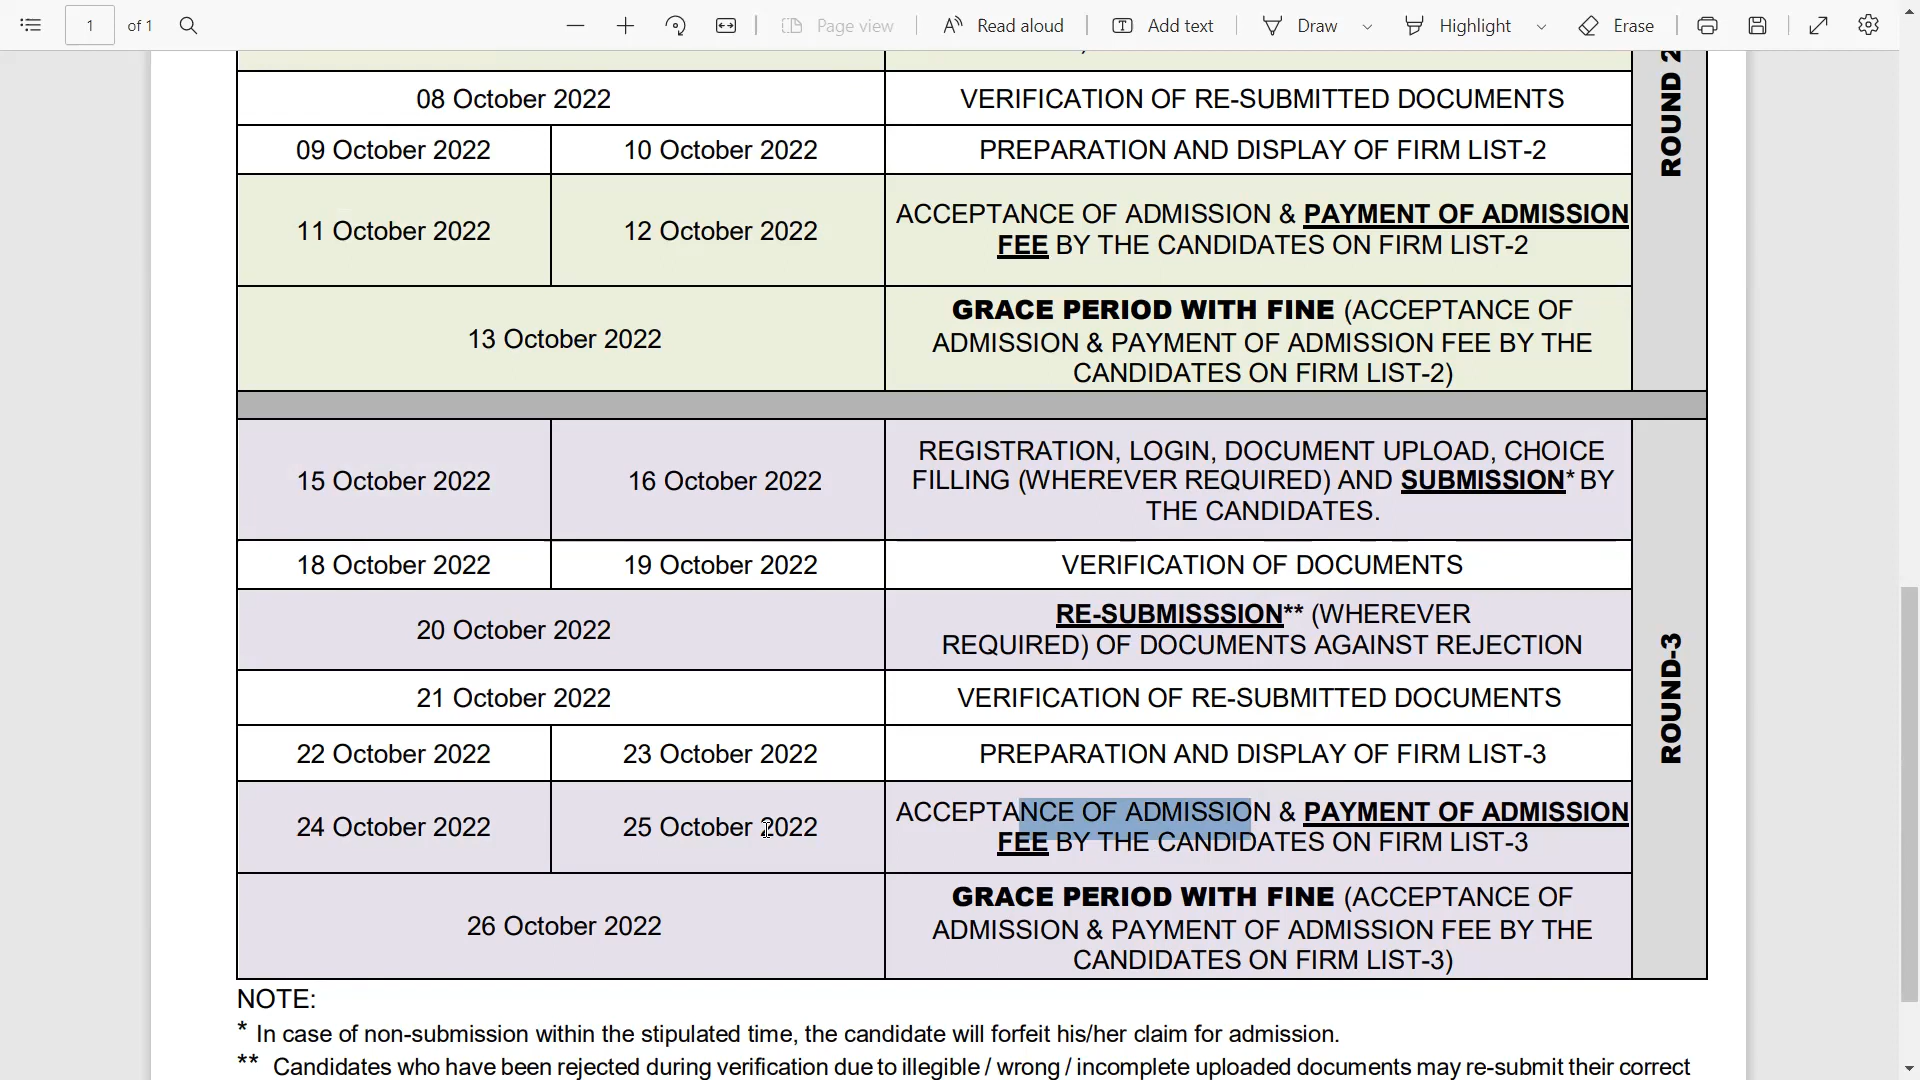 1 of 1 Page view Read aloud Add text Draw Highlight Erase
08 October 2022 VERIFICATION OF RE-SUBMITTED DOCUMENTS
09 October 2022 10 October 2022 PREPARATION AND DISPLAY OF FIRM LIST-2
ROUND 2
11 October 2022 12 October 2022
ACCEPTANCE OF ADMISSION & PAYMENT OF ADMISSION
FEE BY THE CANDIDATES ON FIRM LIST-2
13 October 2022
GRACE PERIOD WITH FINE (ACCEPTANCE OF
ADMISSION & PAYMENT OF ADMISSION FEE BY THE
CANDIDATES ON FIRM LIST-2)
15 October 2022 16 October 2022
REGISTRATION, LOGIN, DOCUMENT UPLOAD, CHOICE
FILLING (WHEREVER REQUIRED) AND SUBMISSION* BY
THE CANDIDATES.
18 October 2022 19 October 2022 VERIFICATION OF DOCUMENTS
20 October 2022
RE-SUBMISSSION** (WHEREVER
REQUIRED) OF DOCUMENTS AGAINST REJECTION
21 October 2022 VERIFICATION OF RE-SUBMITTED DOCUMENTS
ROUND-3
22 October 2022 23 October 2022 PREPARATION AND DISPLAY OF FIRM LIST-3
24 October 2022 25 October 2022
ACCEPTANCE OF ADMISSION & PAYMENT OF ADMISSION
FEE BY THE CANDIDATES ON FIRM LIST-3
26 October 2022
GRACE PERIOD WITH FINE (ACCEPTANCE OF
ADMISSION & PAYMENT OF ADMISSION FEE BY THE
CANDIDATES ON FIRM LIST-3)
NOTE:
* In case of non-submission within the stipulated time, the candidate will forfeit his/her claim for admission.
** Candidates who have been rejected during verification due to illegible / wrong / incomplete uploaded documents may re-submit their correct